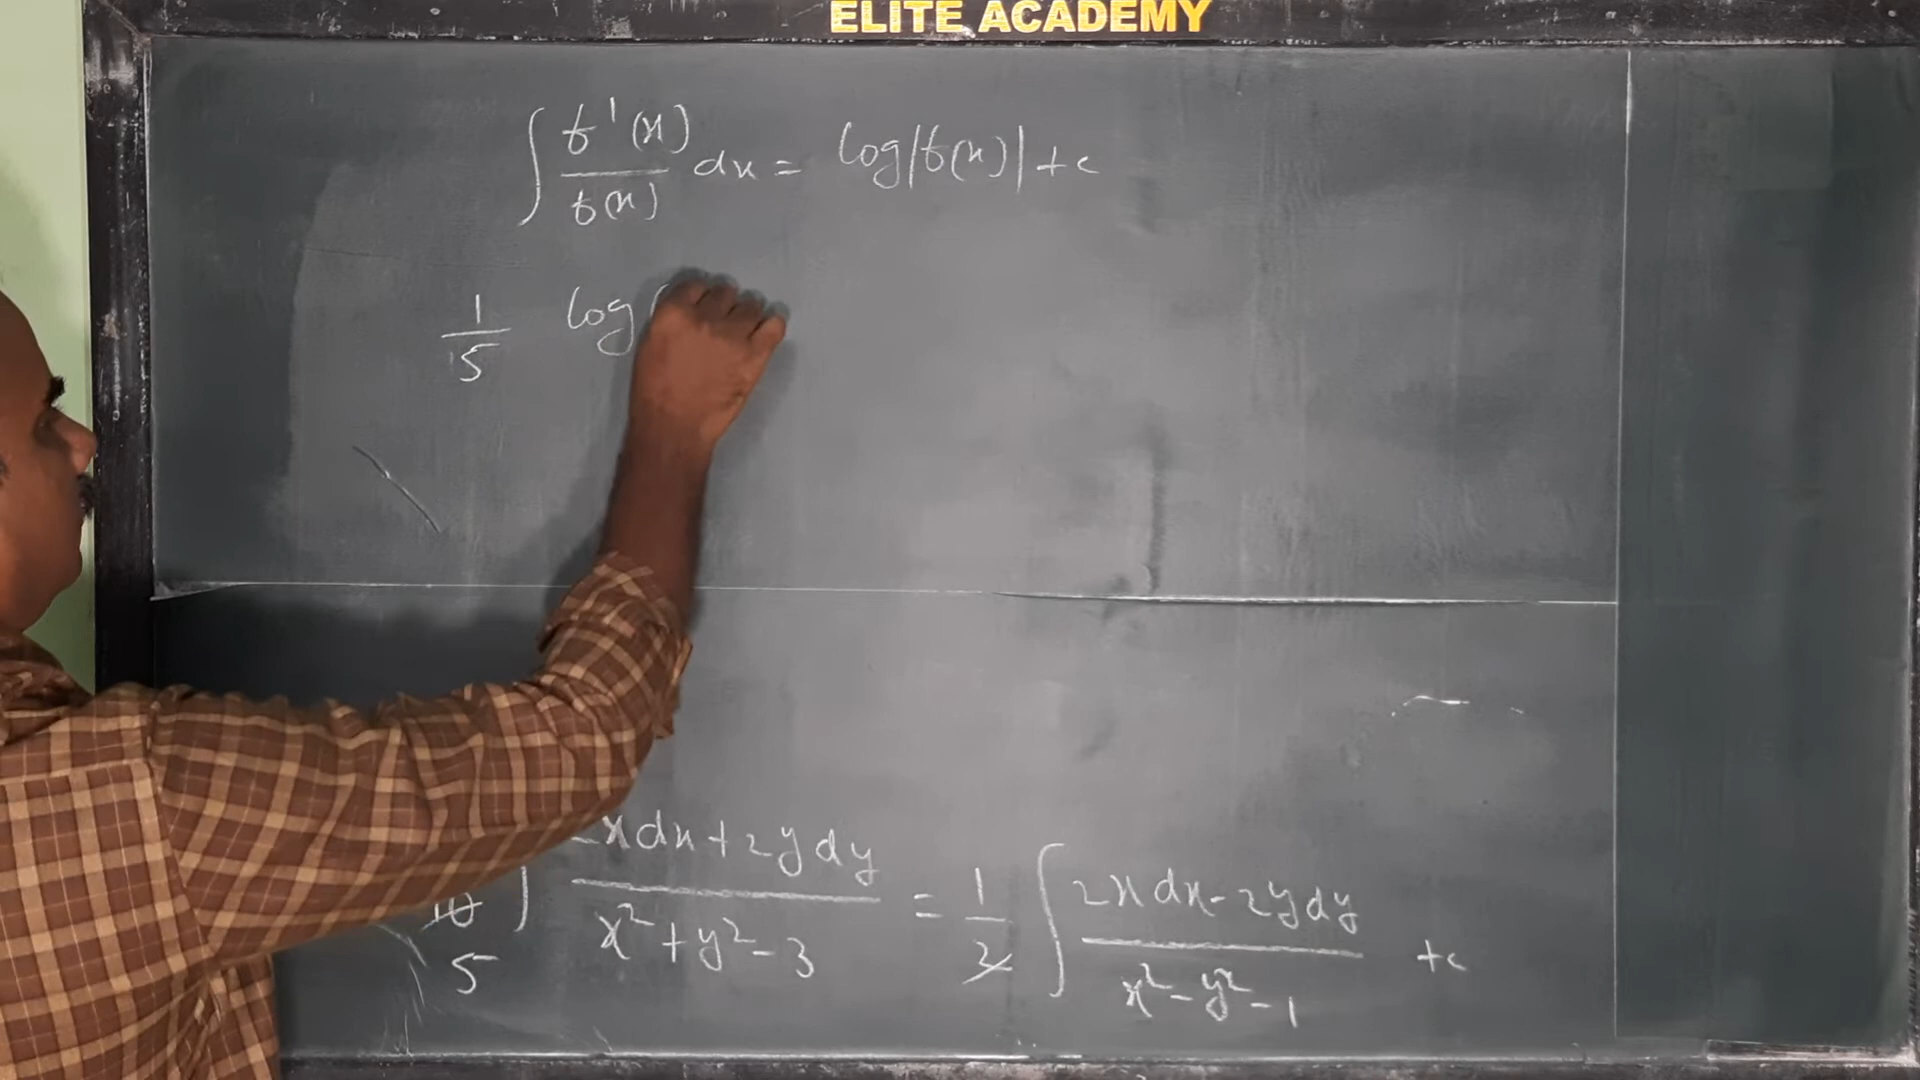 ELITE ACADEMY
∫ f'(x)/f(x) dx = log|f(x)| + c
1/5 log
∫ xdx + 2ydy / x² + y² - 3 = 1/2 ∫ 2xdx - 2ydy / x² - y² - 1 + c
10
5